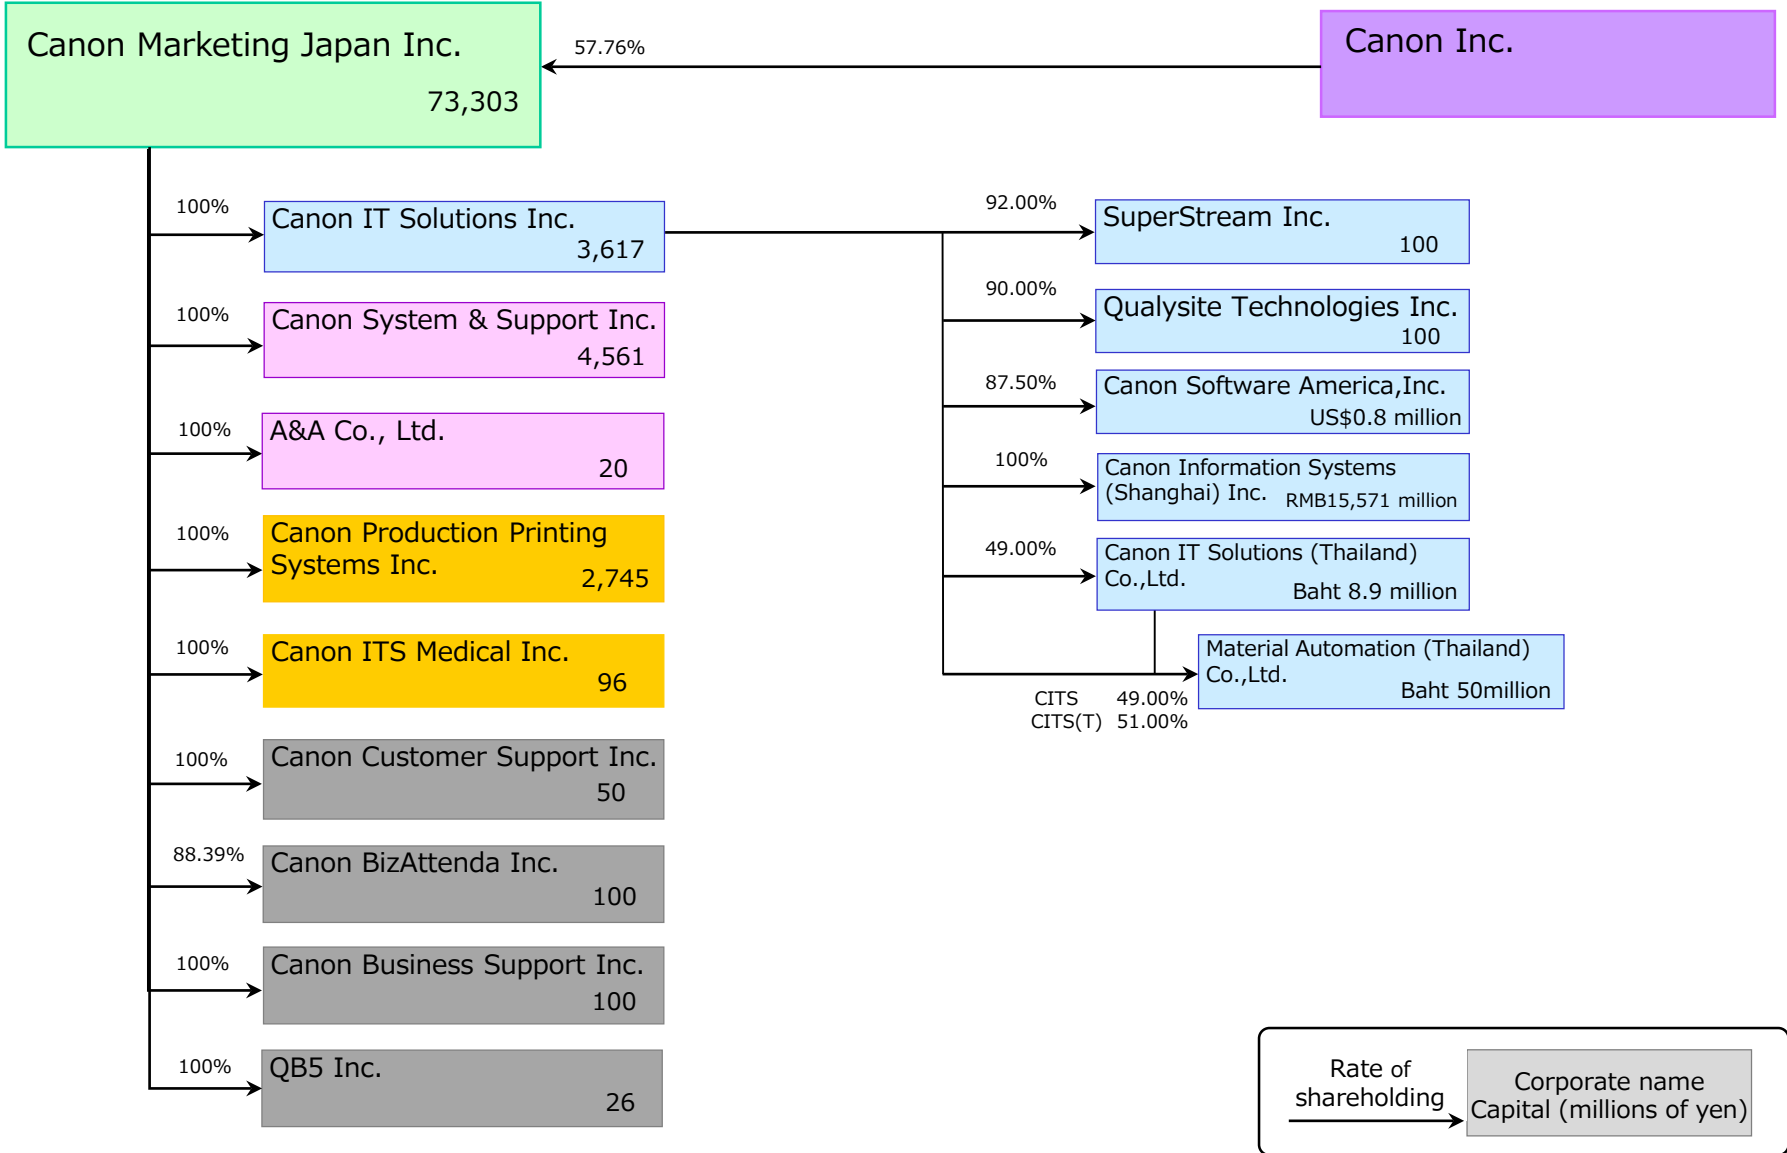 Canon Marketing Japan Inc.
73,303
57.76%
Canon Inc.
100%
Canon IT Solutions Inc.
3,617
100%
Canon System & Support Inc.
4,561
100%
A&A Co., Ltd.
20
100%
Canon Production Printing
Systems Inc.
2,745
100%
Canon ITS Medical Inc.
96
100%
Canon Customer Support Inc.
50
88.39%
Canon BizAttenda Inc.
100
100%
Canon Business Support Inc.
100
100%
QB5 Inc.
26
92.00%
SuperStream Inc.
100
90.00%
Qualysite Technologies Inc.
100
87.50%
Canon Software America,Inc.
US$0.8 million
100%
Canon Information Systems
(Shanghai) Inc. RMB15,571 million
49.00%
Canon IT Solutions (Thailand)
Co.,Ltd.
Baht 8.9 million
Material Automation (Thailand)
Co.,Ltd.
Baht 50million
CITS 49.00%
CITS(T) 51.00%
Rate of
shareholding
Corporate name
Capital (millions of yen)